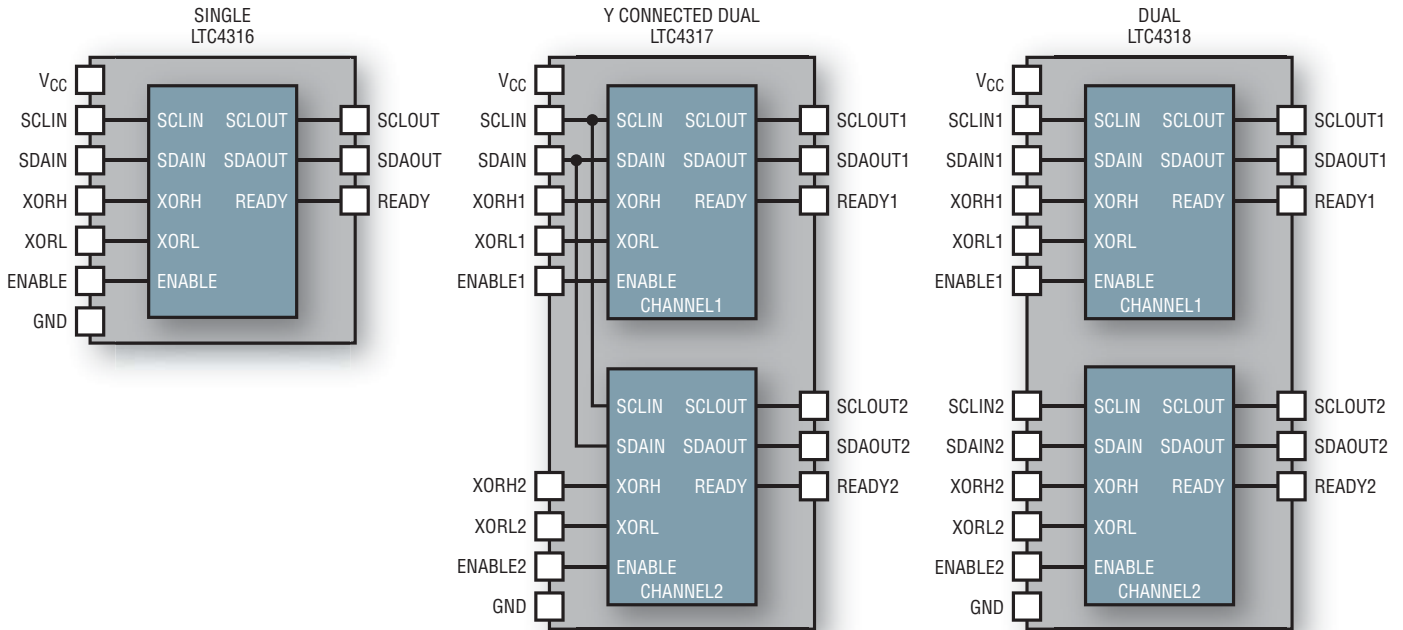 SINGLE
LTC4316
VCC
SCLIN
SDAIN
XORH
XORL
ENABLE
GND
SCLIN SCLOUT
SDAIN SDAOUT
XORH READY
XORL
ENABLE
SCLOUT
SDAOUT
READY
Y CONNECTED DUAL
LTC4317
VCC
SCLIN
SDAIN
XORH1
XORL1
ENABLE1
SCLIN SCLOUT
SDAIN SDAOUT
XORH READY
XORL
ENABLE
CHANNEL1
SCLOUT1
SDAOUT1
READY1
XORH2
XORL2
ENABLE2
GND
SCLIN SCLOUT
SDAIN SDAOUT
XORH READY
XORL
ENABLE
CHANNEL2
SCLOUT2
SDAOUT2
READY2
DUAL
LTC4318
VCC
SCLIN1
SDAIN1
XORH1
XORL1
ENABLE1
SCLIN SCLOUT
SDAIN SDAOUT
XORH READY
XORL
ENABLE
CHANNEL1
SCLOUT1
SDAOUT1
READY1
SCLIN2
SDAIN2
XORH2
XORL2
ENABLE2
GND
SCLIN SCLOUT
SDAIN SDAOUT
XORH READY
XORL
ENABLE
CHANNEL2
SCLOUT2
SDAOUT2
READY2